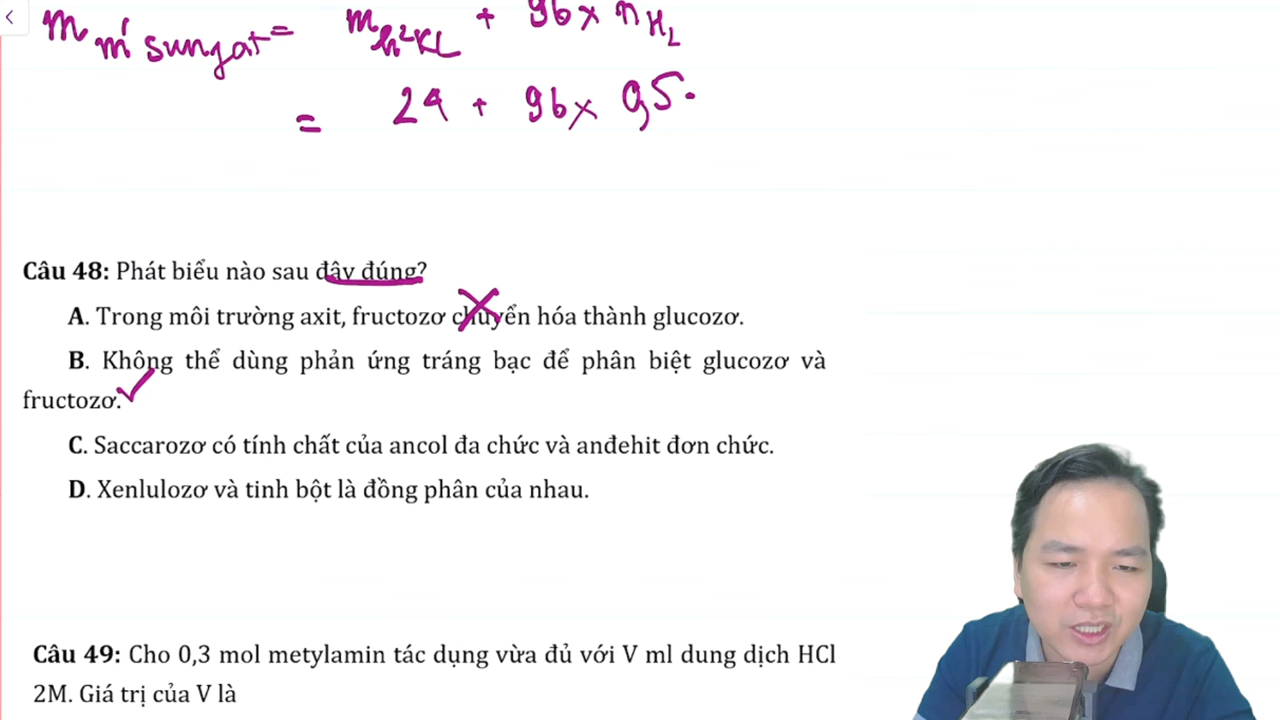 m m' sunfat = m h² KL + 96 x n H2
= 24 + 96 x 0,5.
Câu 48: Phát biểu nào sau đây đúng?
A. Trong môi trường axit, fructozơ chuyển hóa thành glucozơ.
B. Không thể dùng phản ứng tráng bạc để phân biệt glucozơ và
fructozơ.
C. Saccarozơ có tính chất của ancol đa chức và anđehit đơn chức.
D. Xenlulozơ và tinh bột là đồng phân của nhau.
Câu 49: Cho 0,3 mol metylamin tác dụng vừa đủ với V ml dung dịch HCl
2M. Giá trị của V là